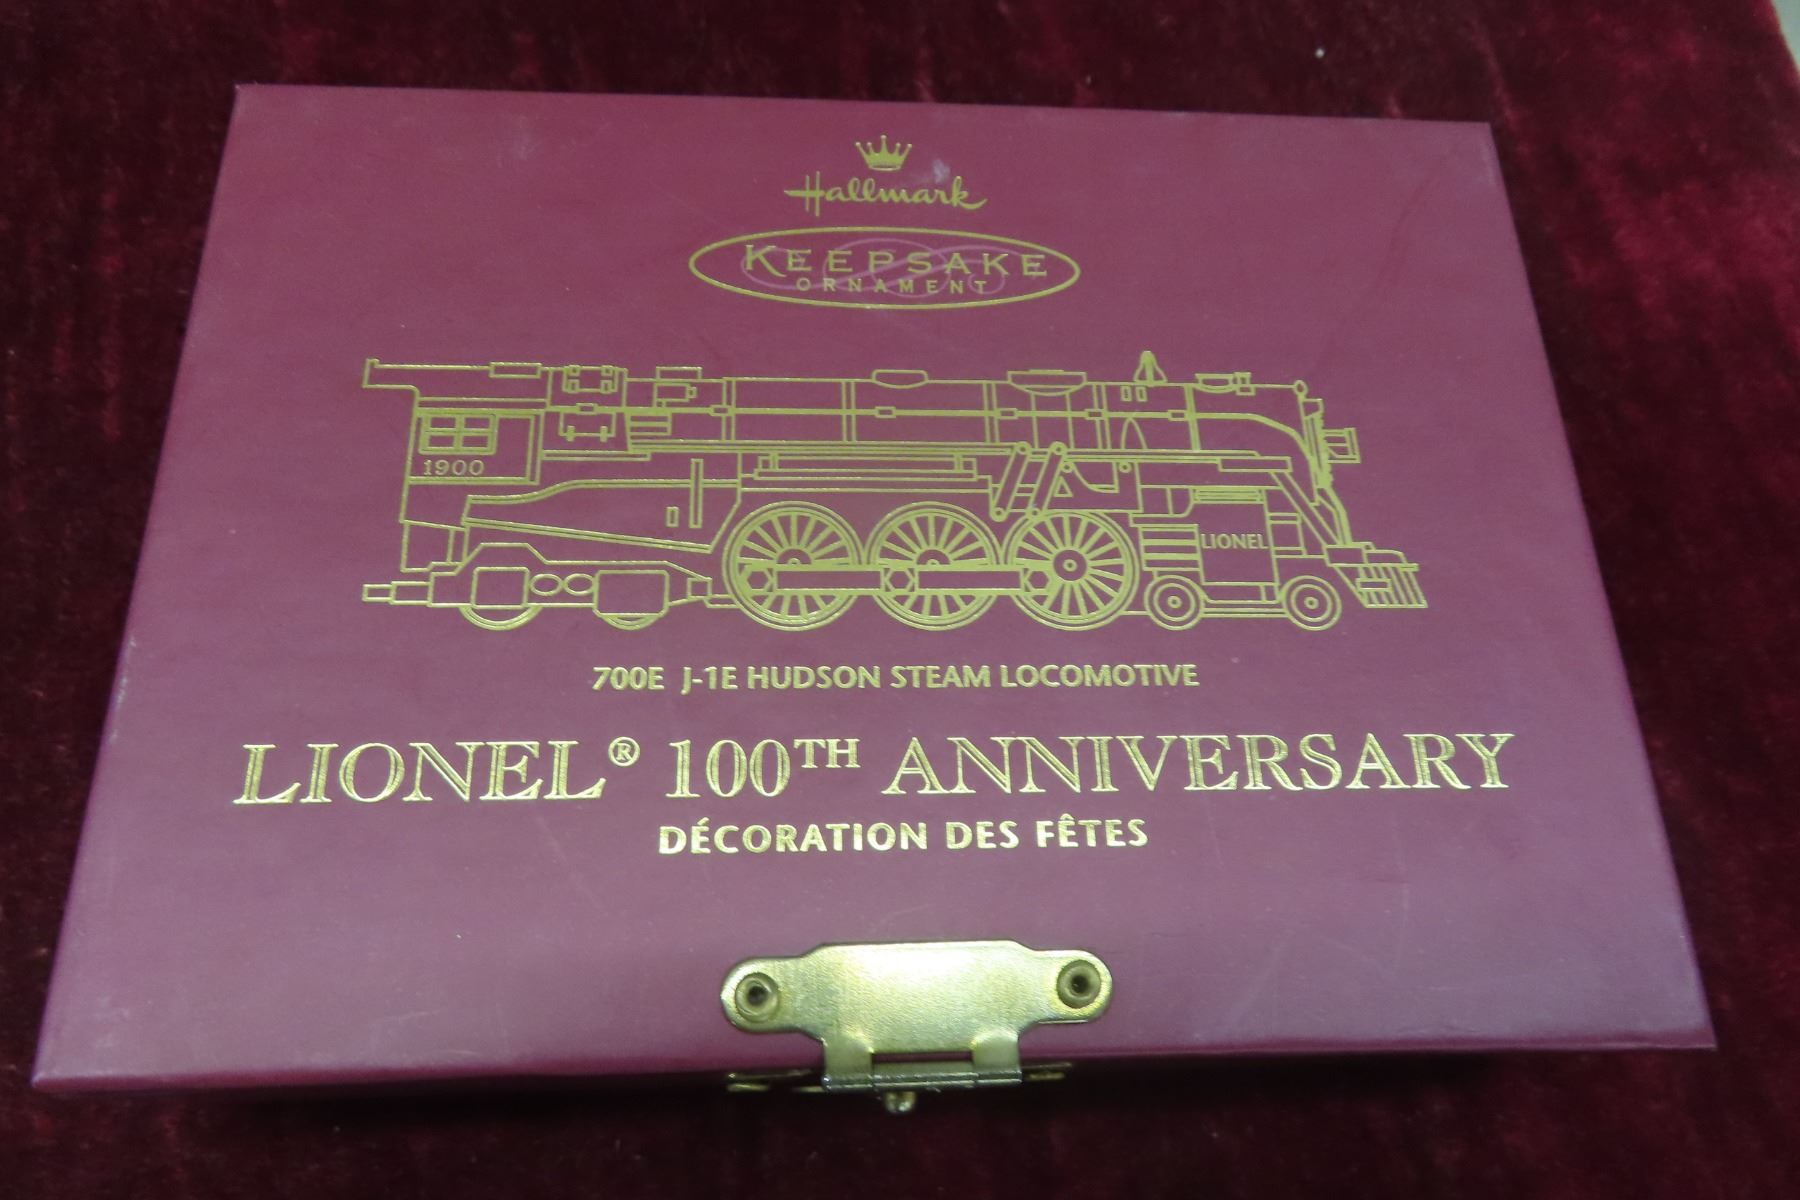 Hallmark
KEEPSAKE
ORNAMENT
1900
LIONEL
700E J-1E HUDSON STEAM LOCOMOTIVE
LIONEL® 100TH ANNIVERSARY
DÉCORATION DES FÊTES